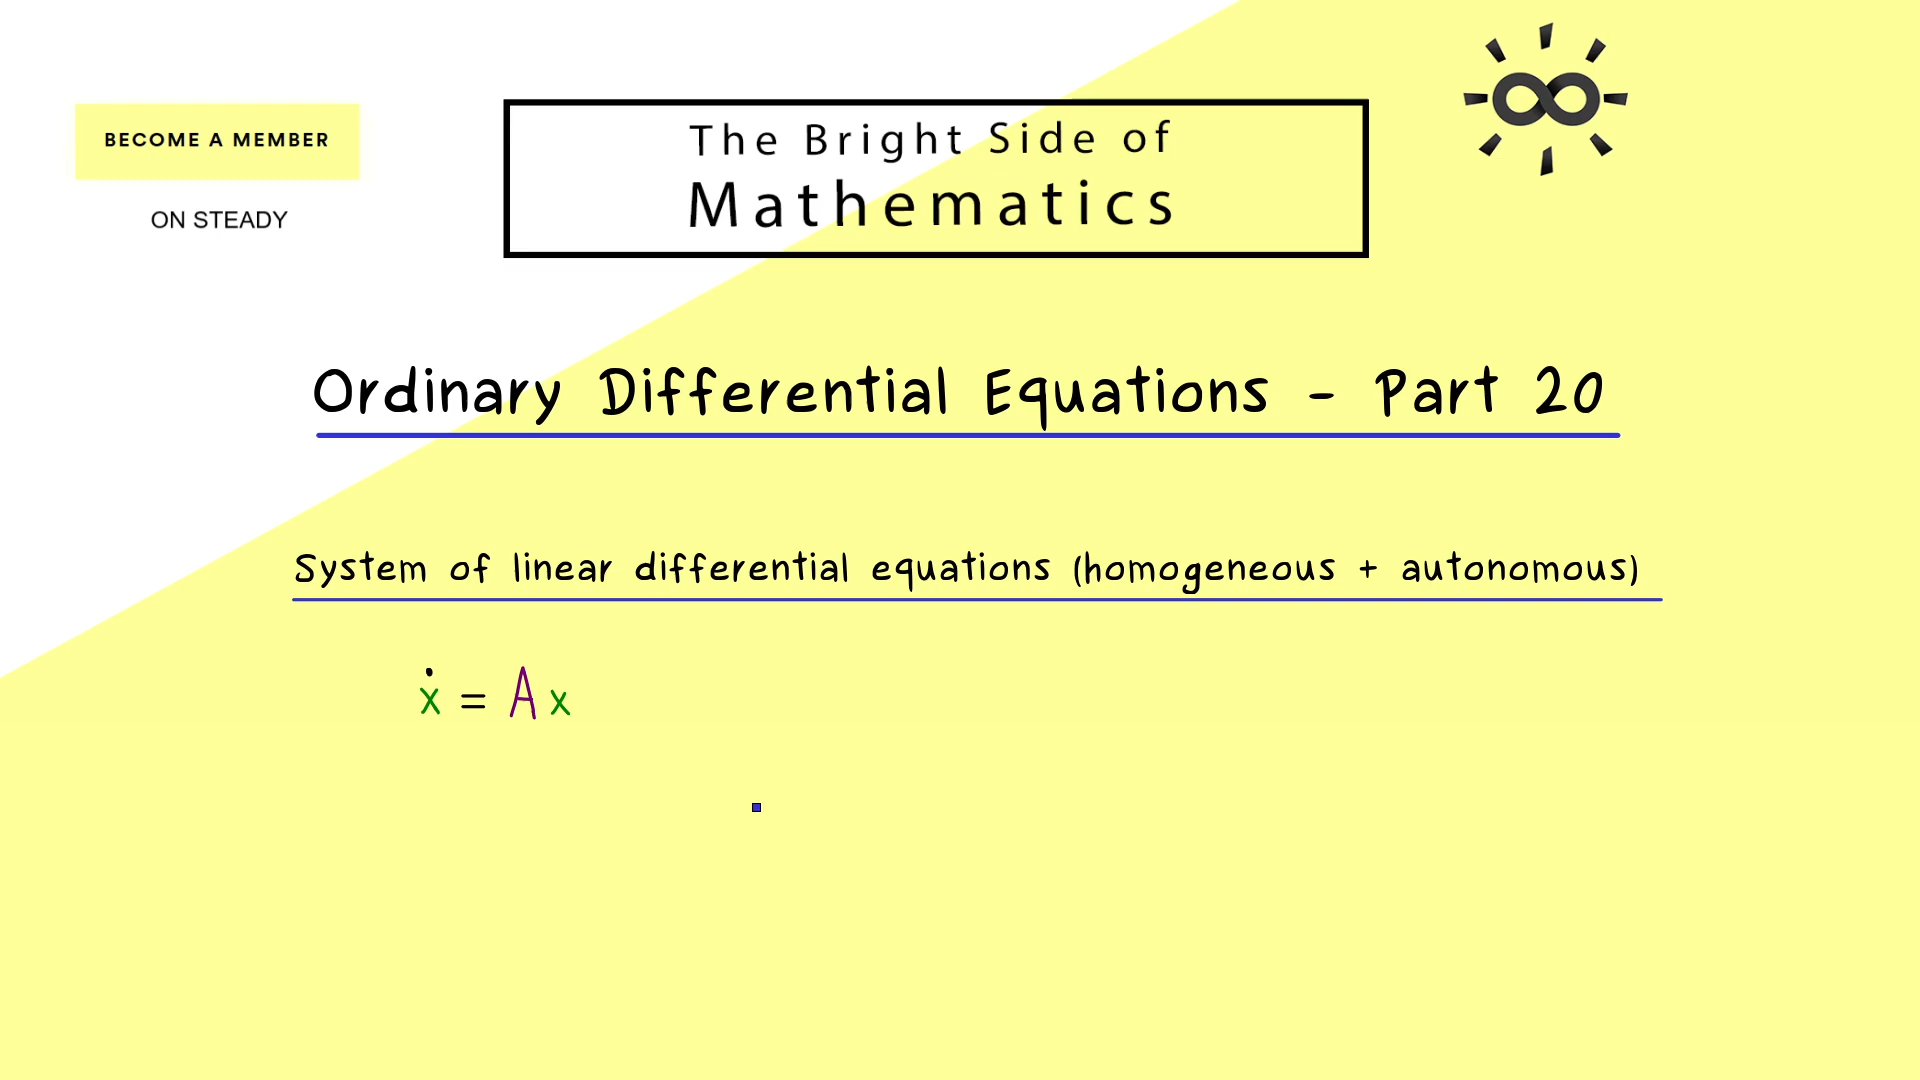 BECOME A MEMBER
ON STEADY
The Bright Side of
Mathematics
Ordinary Differential Equations - Part 20
System of linear differential equations (homogeneous + autonomous)
ẋ = A x